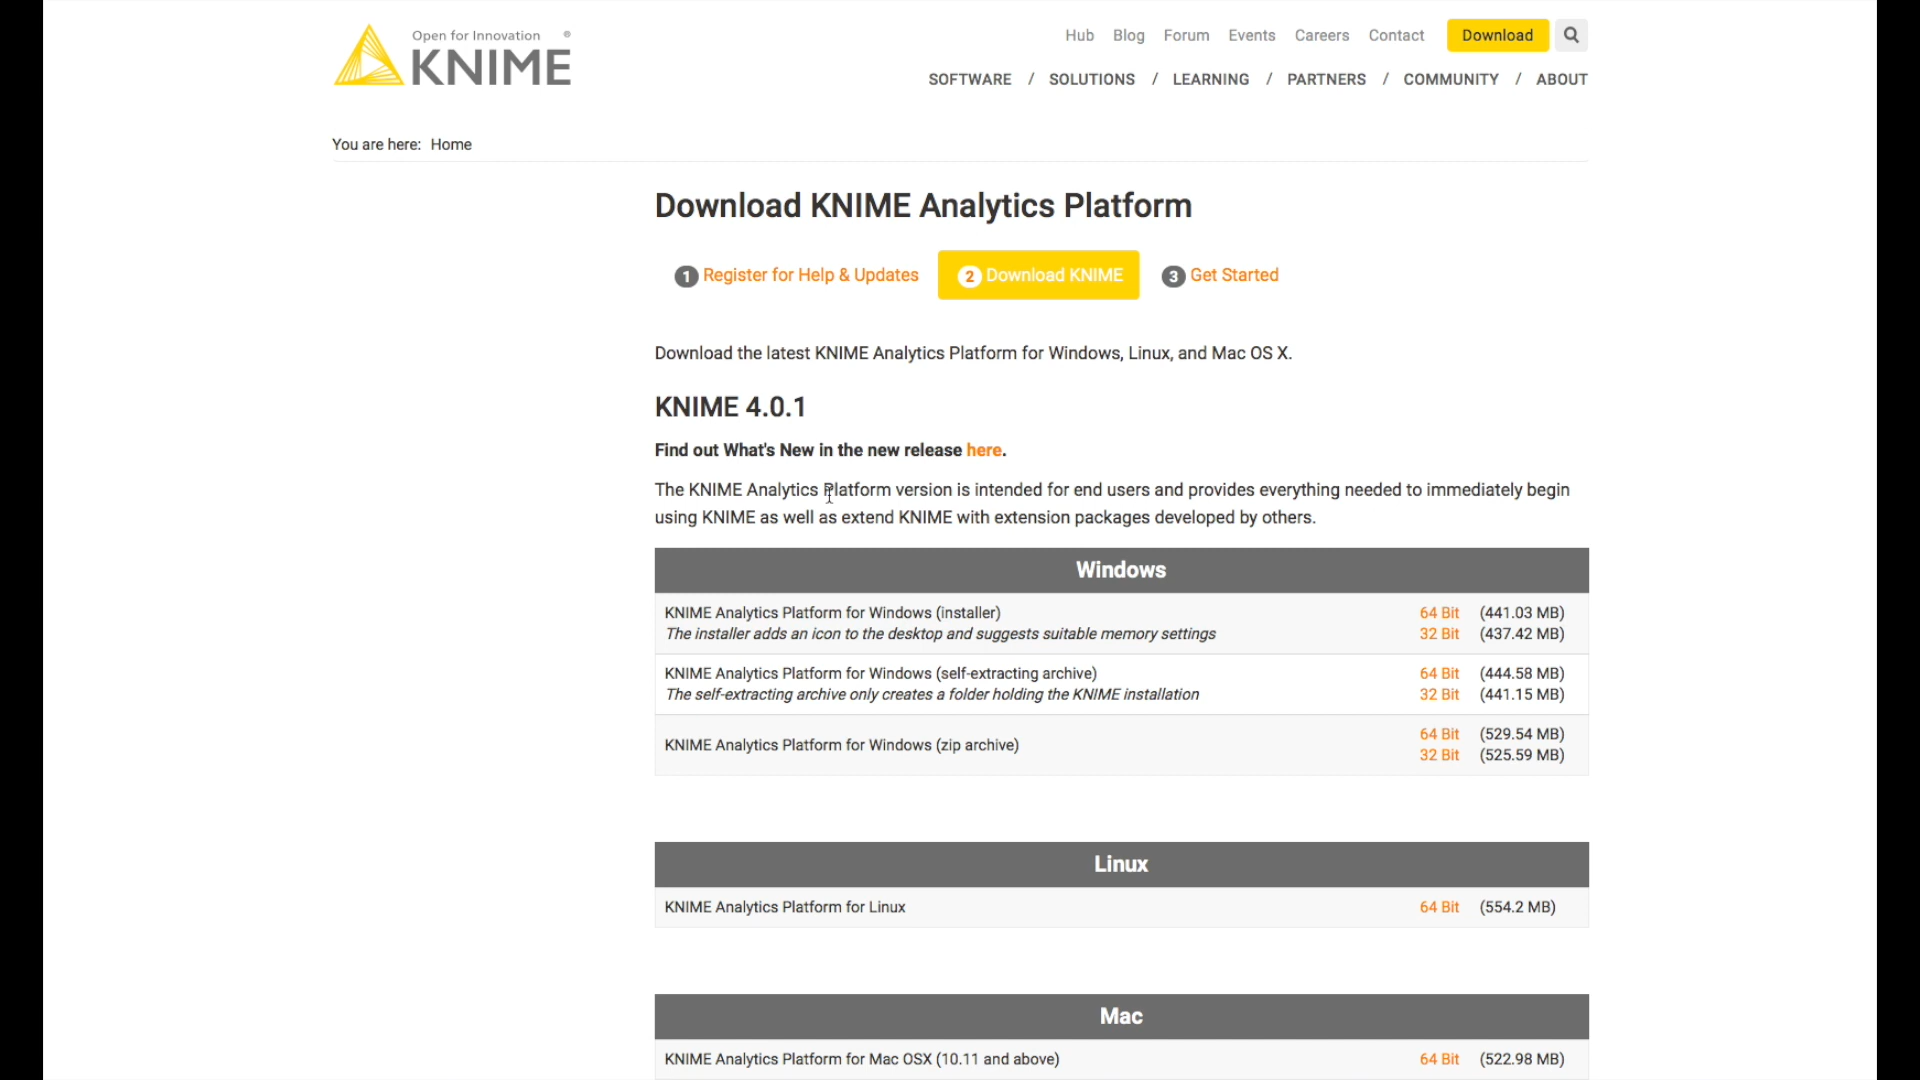 Open for Innovation ®
KNIME
Hub Blog Forum Events Careers Contact Download
SOFTWARE / SOLUTIONS / LEARNING / PARTNERS / COMMUNITY / ABOUT
You are here: Home
Download KNIME Analytics Platform
1 Register for Help & Updates 2 Download KNIME 3 Get Started
Download the latest KNIME Analytics Platform for Windows, Linux, and Mac OS X.
KNIME 4.0.1
Find out What's New in the new release here.
The KNIME Analytics Platform version is intended for end users and provides everything needed to immediately begin
using KNIME as well as extend KNIME with extension packages developed by others.
Windows
KNIME Analytics Platform for Windows (installer) 64 Bit (441.03 MB)
The installer adds an icon to the desktop and suggests suitable memory settings 32 Bit (437.42 MB)
KNIME Analytics Platform for Windows (self-extracting archive) 64 Bit (444.58 MB)
The self-extracting archive only creates a folder holding the KNIME installation 32 Bit (441.15 MB)
KNIME Analytics Platform for Windows (zip archive) 64 Bit (529.54 MB)
32 Bit (525.59 MB)
Linux
KNIME Analytics Platform for Linux 64 Bit (554.2 MB)
Mac
KNIME Analytics Platform for Mac OSX (10.11 and above) 64 Bit (522.98 MB)